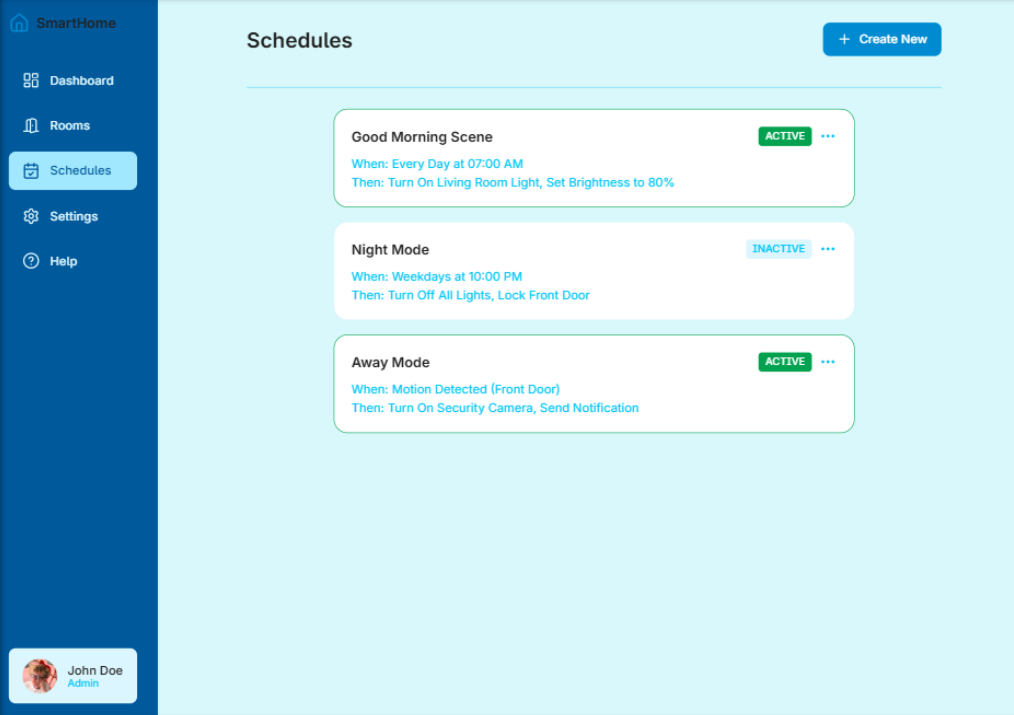 SmartHome
Dashboard
Rooms
Schedules
Settings
Help
John Doe
Admin
Schedules
+ Create New
Good Morning Scene
ACTIVE
When: Every Day at 07:00 AM
Then: Turn On Living Room Light, Set Brightness to 80%
Night Mode
INACTIVE
When: Weekdays at 10:00 PM
Then: Turn Off All Lights, Lock Front Door
Away Mode
ACTIVE
When: Motion Detected (Front Door)
Then: Turn On Security Camera, Send Notification